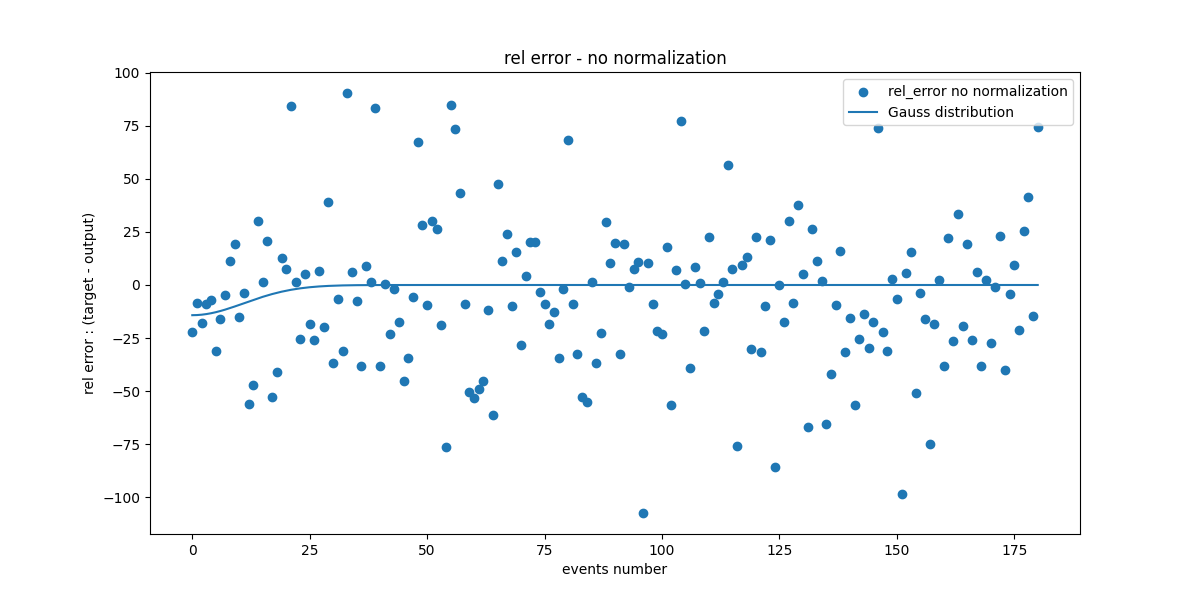 rel error - no normalization
rel_error no normalization
Gauss distribution
rel error : (target - output)
100
75
50
25
0
−25
−50
−75
−100
0 25 50 75 100 125 150 175
events number